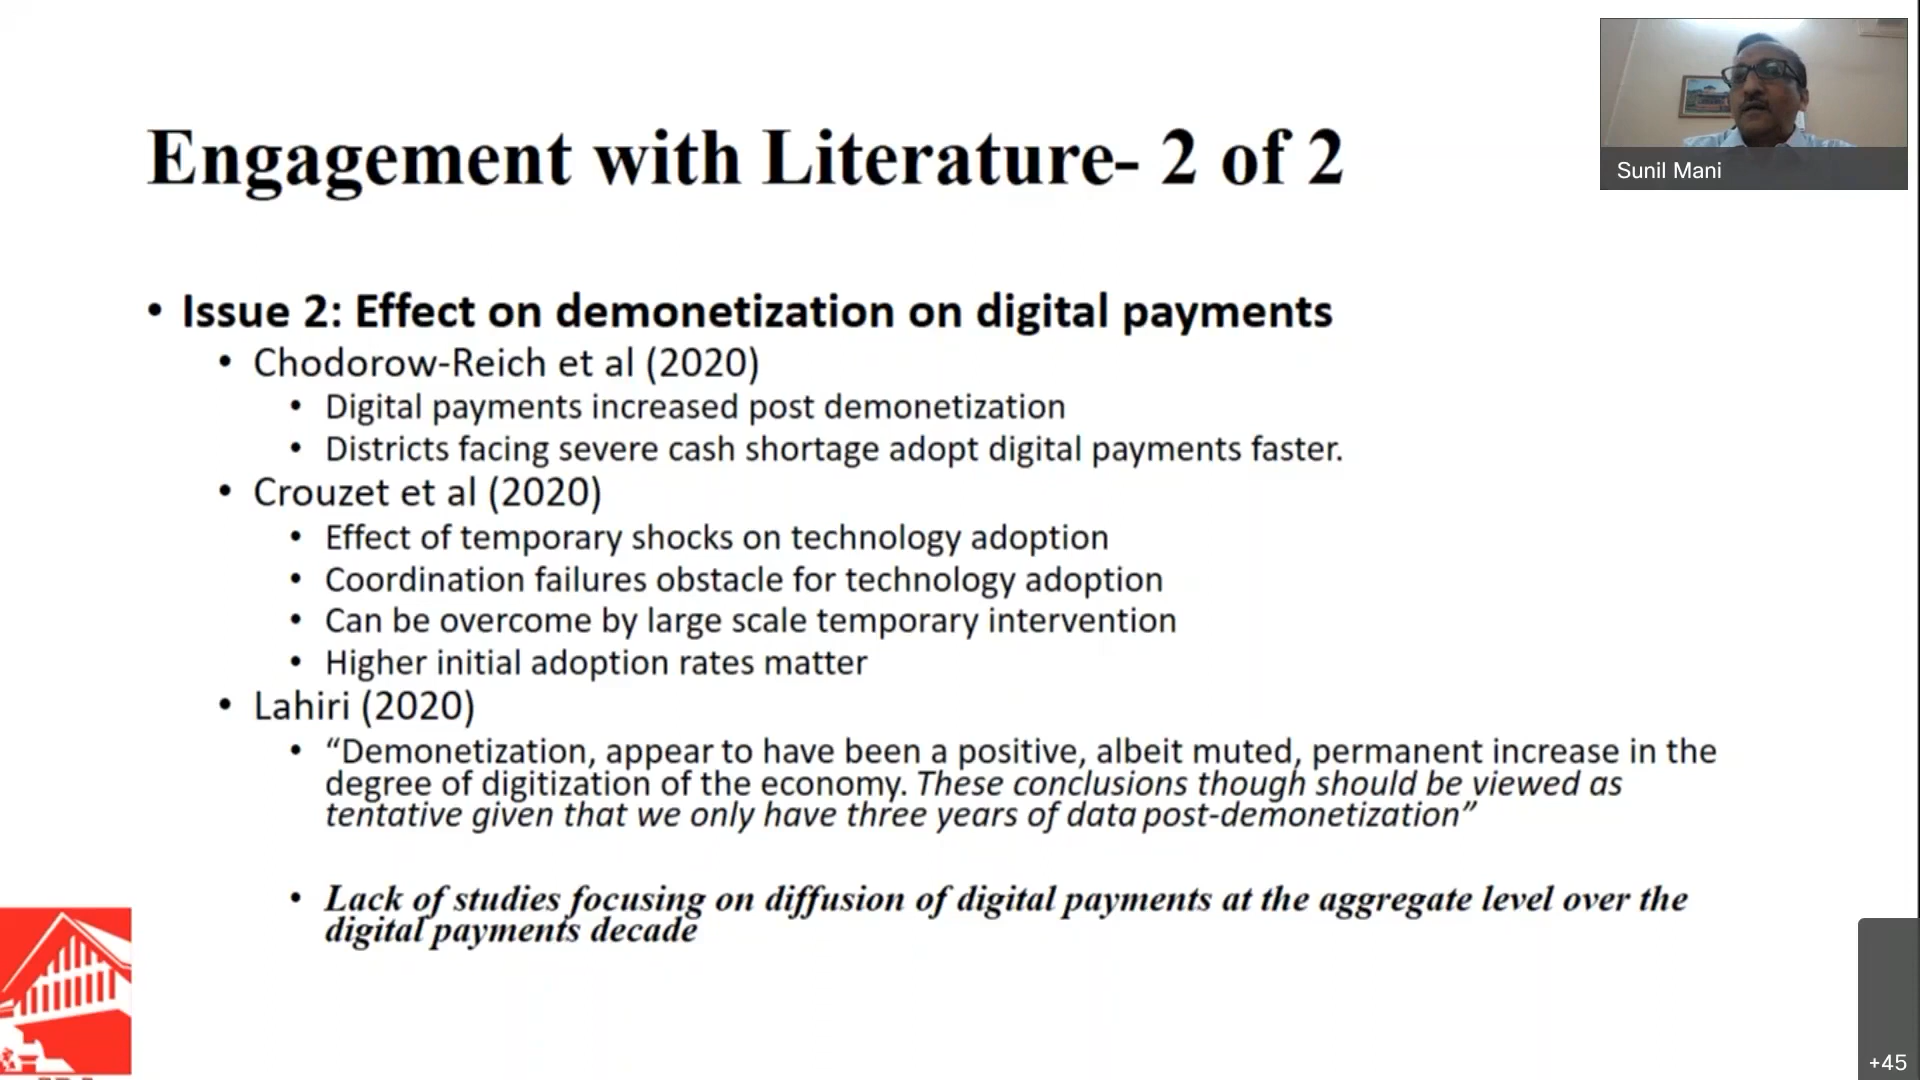 Engagement with Literature- 2 of 2
Sunil Mani
• Issue 2: Effect on demonetization on digital payments
• Chodorow-Reich et al (2020)
• Digital payments increased post demonetization
• Districts facing severe cash shortage adopt digital payments faster.
• Crouzet et al (2020)
• Effect of temporary shocks on technology adoption
• Coordination failures obstacle for technology adoption
• Can be overcome by large scale temporary intervention
• Higher initial adoption rates matter
• Lahiri (2020)
• “Demonetization, appear to have been a positive, albeit muted, permanent increase in the
degree of digitization of the economy. These conclusions though should be viewed as
tentative given that we only have three years of data post-demonetization”
• Lack of studies focusing on diffusion of digital payments at the aggregate level over the
digital payments decade
+45